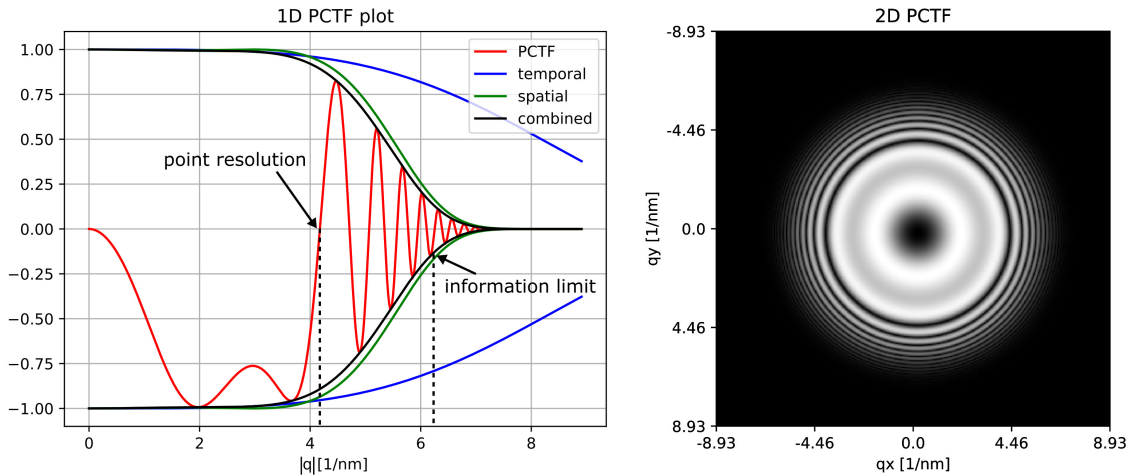 1D PCTF plot
1.00
0.75
0.50
0.25
0.00
−0.25
−0.50
−0.75
−1.00
0
2
4
6
8
|q| [1/nm]
PCTF
temporal
spatial
combined
point resolution
information limit
2D PCTF
-8.93
-4.46
0.0
4.46
8.93
qy [1/nm]
-8.93
-4.46
0.0
4.46
8.93
qx [1/nm]